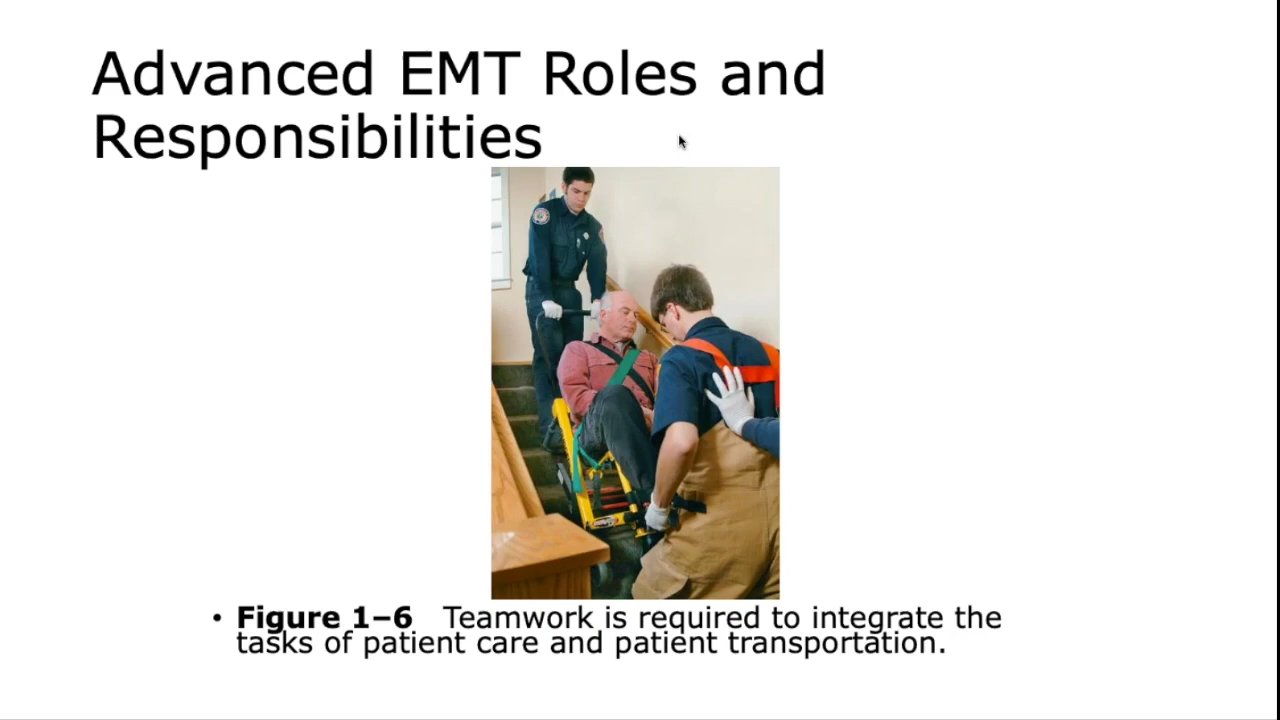 Advanced EMT Roles and
Responsibilities
• Figure 1–6 Teamwork is required to integrate the
tasks of patient care and patient transportation.